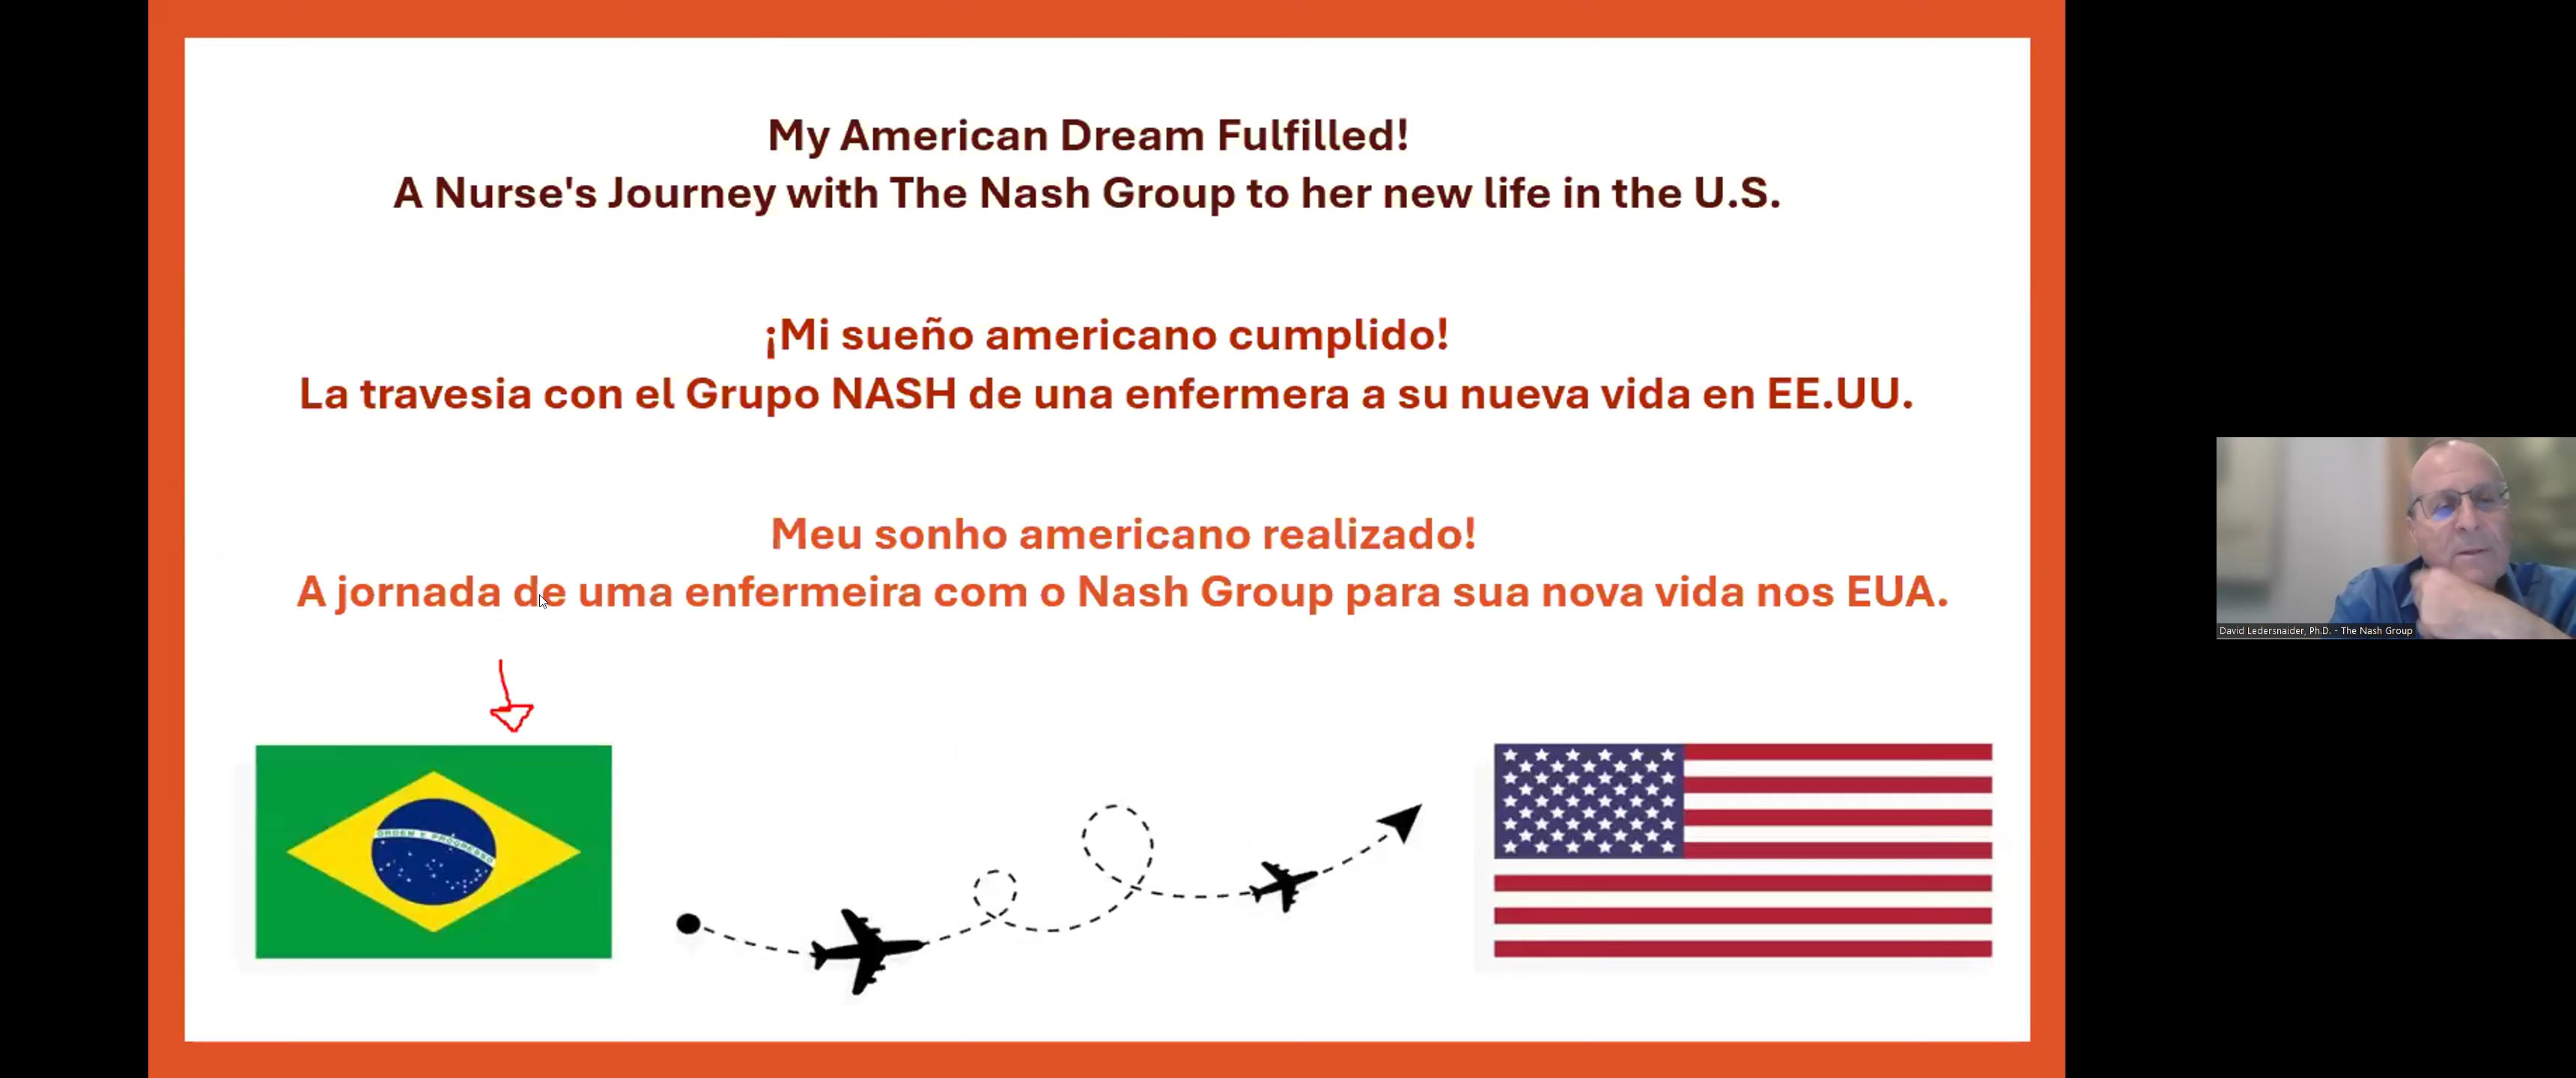 My American Dream Fulfilled!
A Nurse's Journey with The Nash Group to her new life in the U.S.
¡Mi sueño americano cumplido!
La travesia con el Grupo NASH de una enfermera a su nueva vida en EE.UU.
Meu sonho americano realizado!
A jornada de uma enfermeira com o Nash Group para sua nova vida nos EUA.
ORDEM E PROGRESSO
David Ledersnaider, Ph.D. - The Nash Group